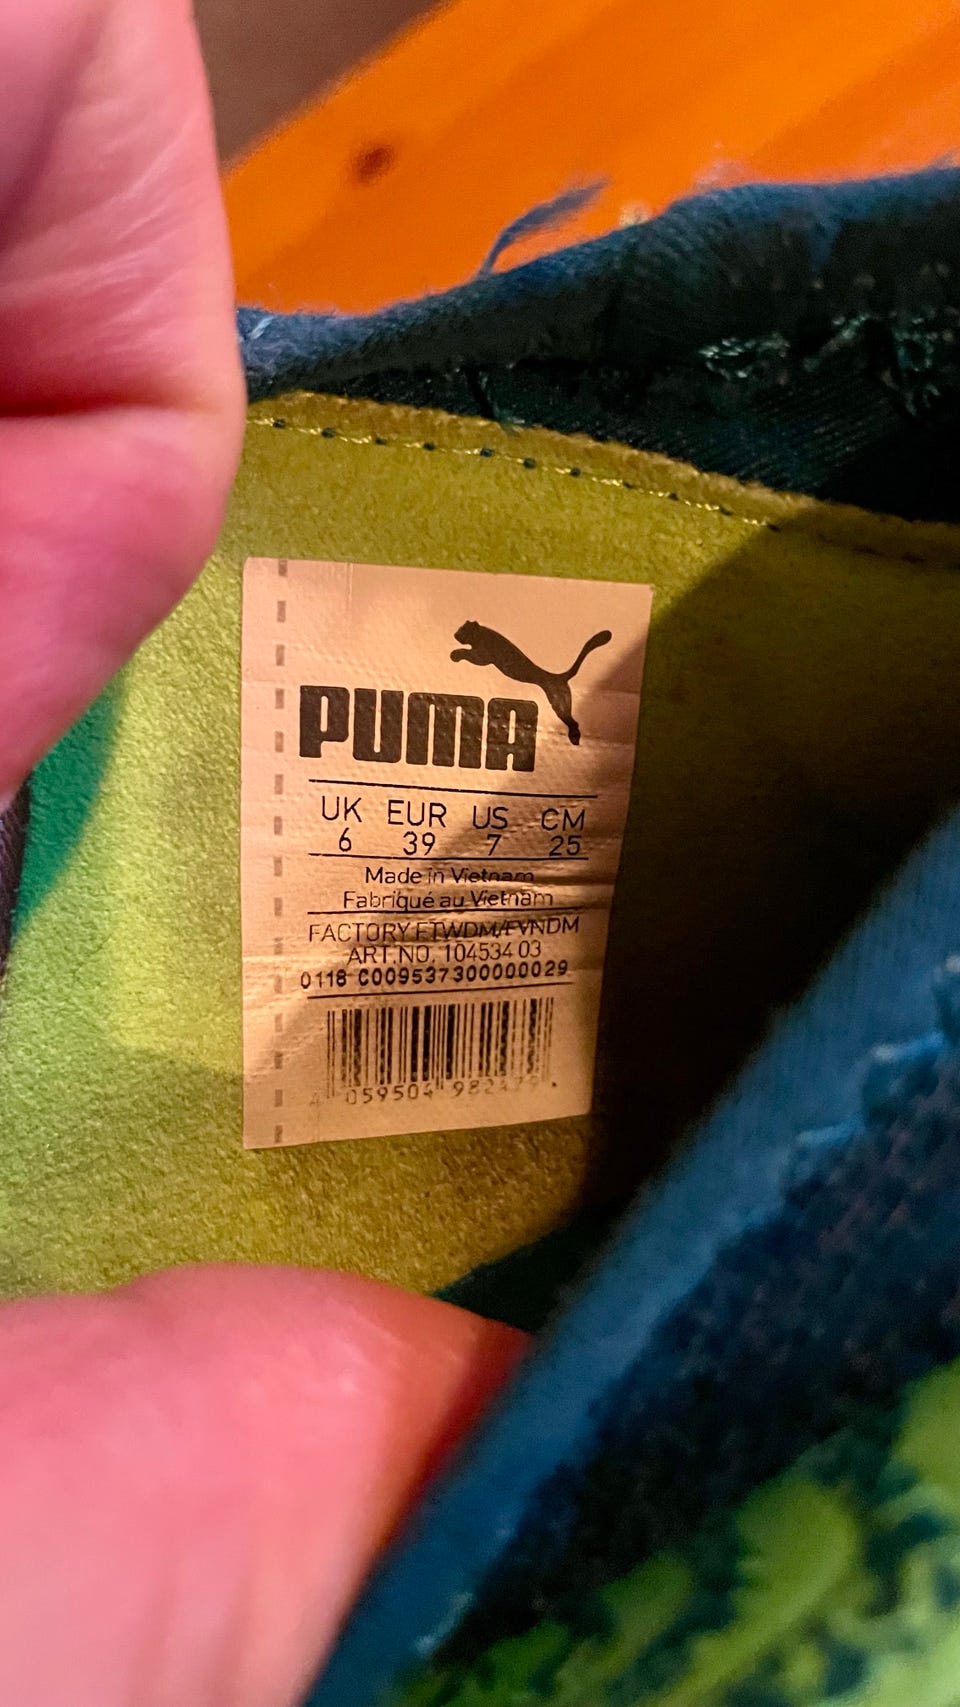 PUMA
UK EUR US CM
6 39 7 25
Made in Vietnam
Fabriqué au Vietnam
FACTORY FTWDM/FVNDM
ART.NO. 104534 03
0118 C009537300000029
4 059504